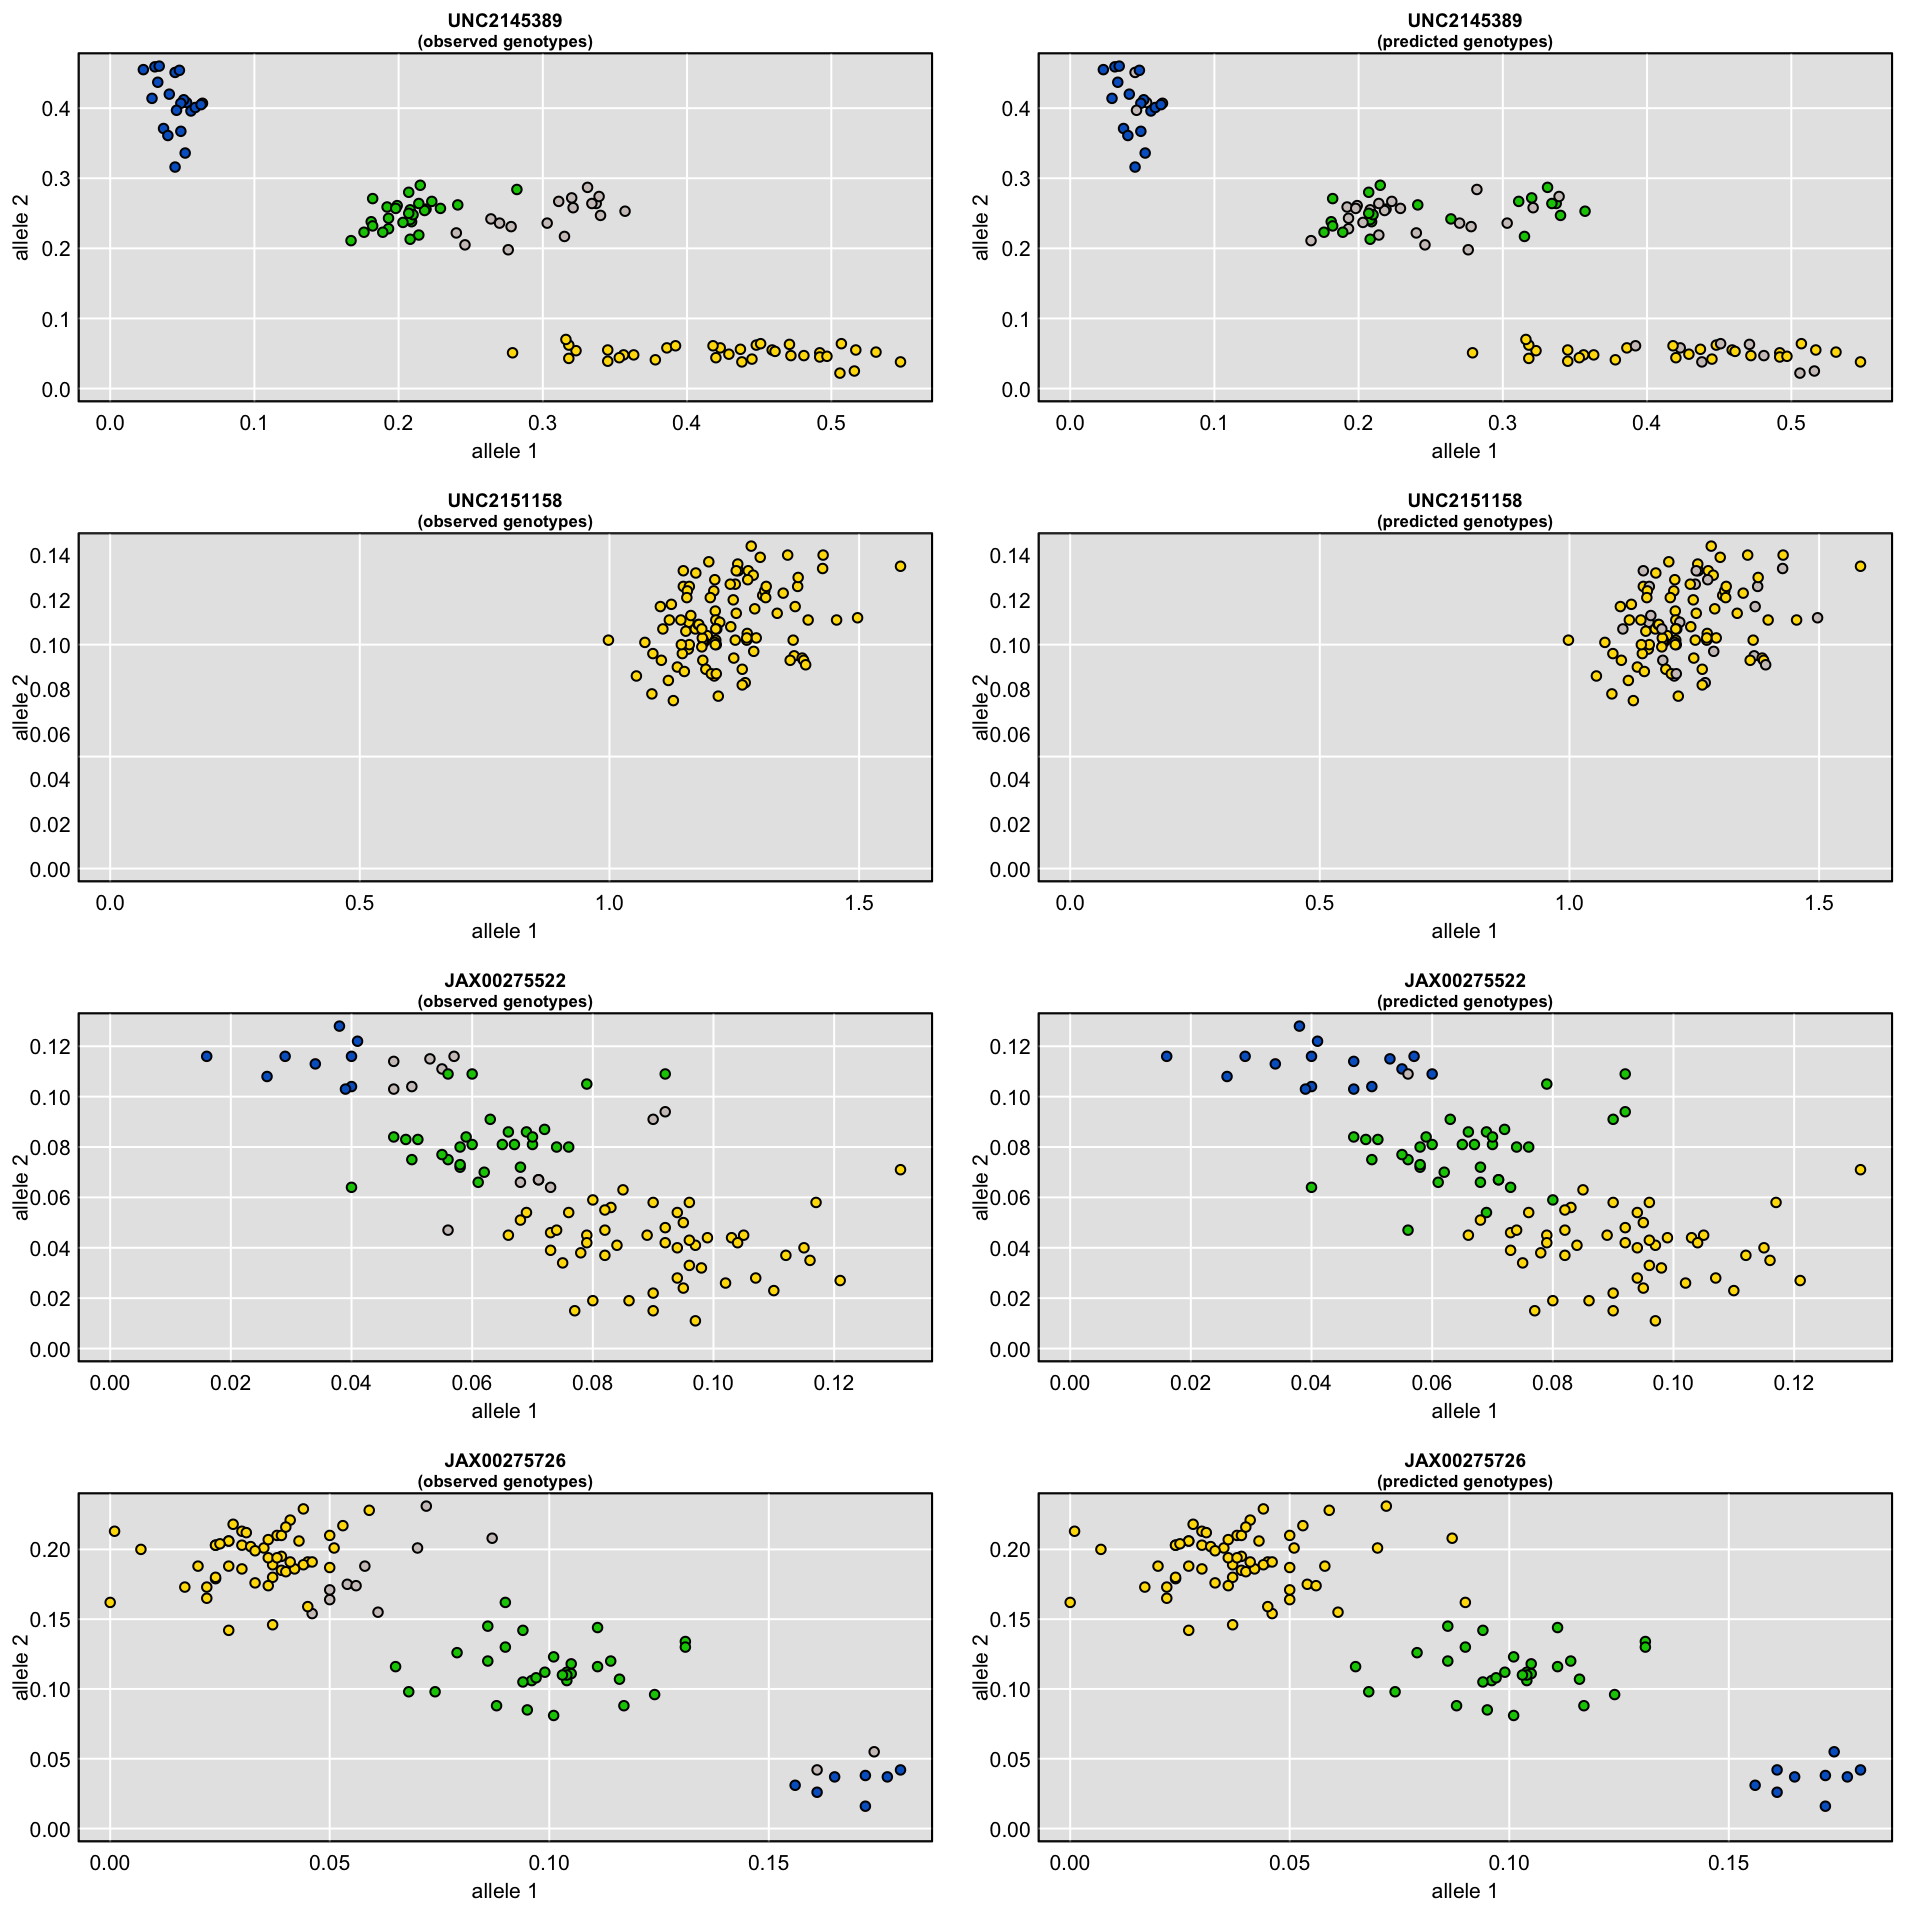 UNC2145389
(observed genotypes)
allele 2
0.4
0.3
0.2
0.1
0.0
0.0 0.1 0.2 0.3 0.4 0.5
allele 1
UNC2145389
(predicted genotypes)
allele 2
0.4
0.3
0.2
0.1
0.0
0.0 0.1 0.2 0.3 0.4 0.5
allele 1
UNC2151158
(observed genotypes)
allele 2
0.14
0.12
0.10
0.08
0.06
0.04
0.02
0.00
0.0 0.5 1.0 1.5
allele 1
UNC2151158
(predicted genotypes)
allele 2
0.14
0.12
0.10
0.08
0.06
0.04
0.02
0.00
0.0 0.5 1.0 1.5
allele 1
JAX00275522
(observed genotypes)
allele 2
0.12
0.10
0.08
0.06
0.04
0.02
0.00
0.00 0.02 0.04 0.06 0.08 0.10 0.12
allele 1
JAX00275522
(predicted genotypes)
allele 2
0.12
0.10
0.08
0.06
0.04
0.02
0.00
0.00 0.02 0.04 0.06 0.08 0.10 0.12
allele 1
JAX00275726
(observed genotypes)
allele 2
0.20
0.15
0.10
0.05
0.00
0.00 0.05 0.10 0.15
allele 1
JAX00275726
(predicted genotypes)
allele 2
0.20
0.15
0.10
0.05
0.00
0.00 0.05 0.10 0.15
allele 1